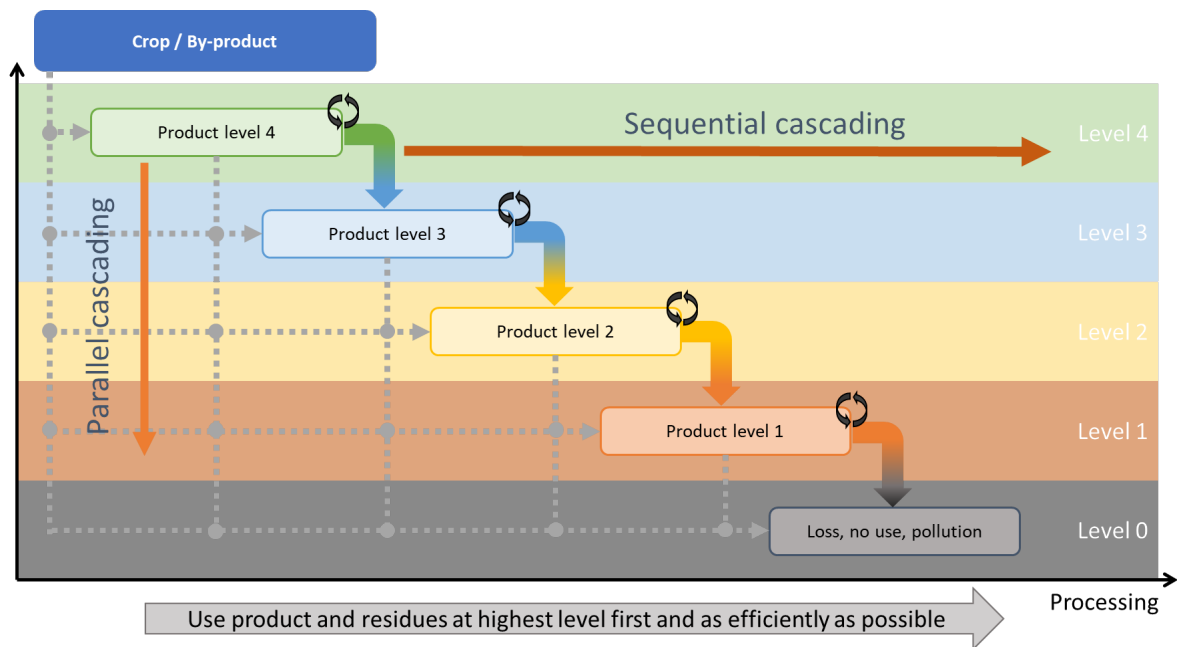 Crop / By-product
Product level 4
Sequential cascading
Level 4
Parallel cascading
Product level 3
Level 3
Product level 2
Level 2
Product level 1
Level 1
Loss, no use, pollution
Level 0
Processing
Use product and residues at highest level first and as efficiently as possible